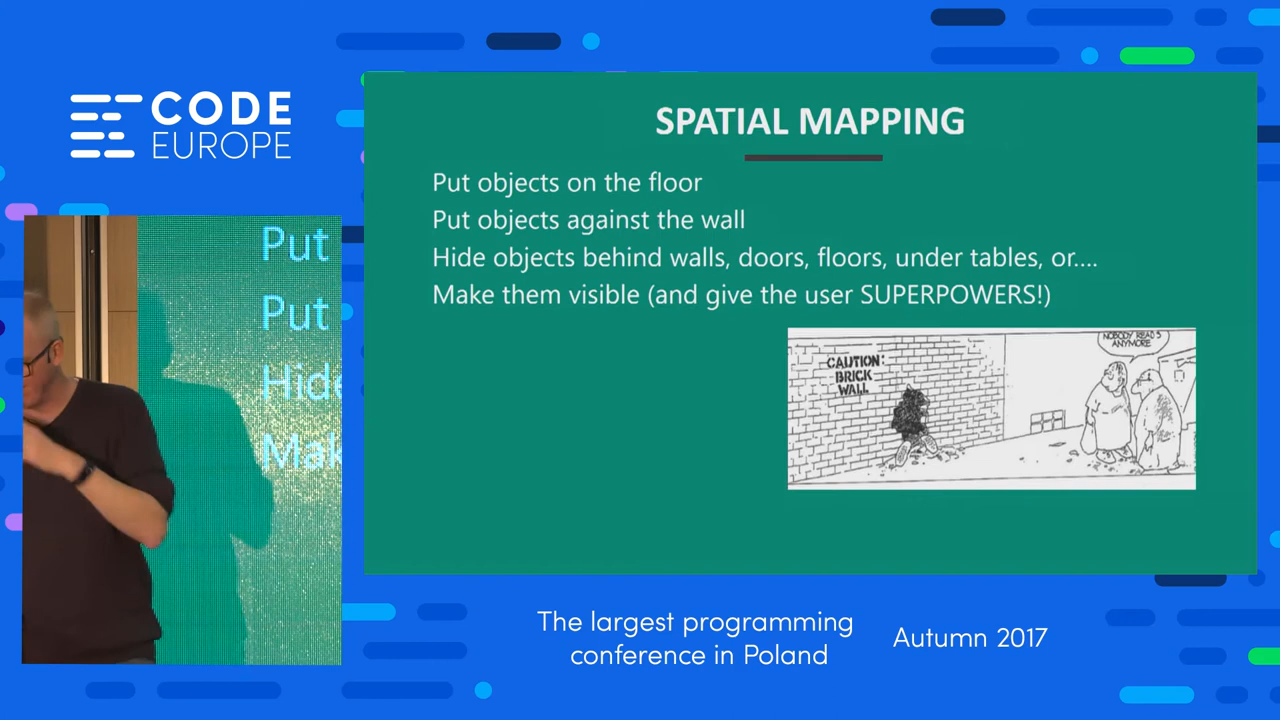 CODE
EUROPE
SPATIAL MAPPING
Put objects on the floor
Put objects against the wall
Hide objects behind walls, doors, floors, under tables, or....
Make them visible (and give the user SUPERPOWERS!)
CAUTION:
BRICK
WALL
NOBODY READS
ANYMORE
Put
Put
Hide
Mak
The largest programming
conference in Poland
Autumn 2017